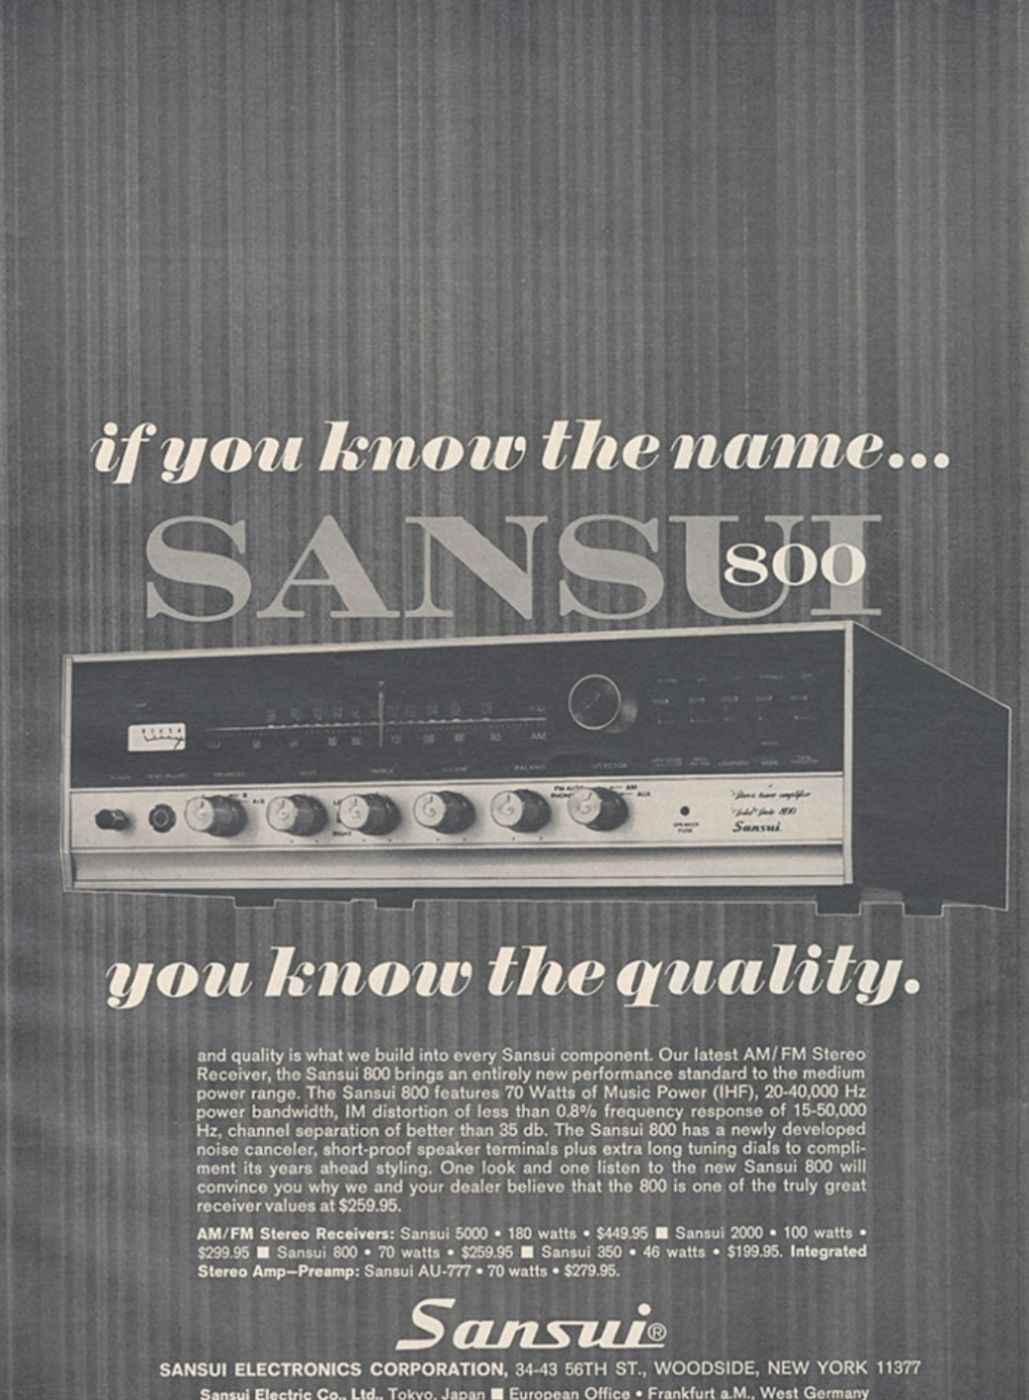 if you know the name...
SANSUI
800
SPEAKERS
BALANCE
SELECTOR
AM
AUX
Right
SPEAKER
FUSE
800
Sansui
you know the quality.
and quality is what we build into every Sansui component. Our latest AM/FM Stereo
Receiver, the Sansui 800 brings an entirely new performance standard to the medium
power range. The Sansui 800 features 70 Watts of Music Power (IHF), 20-40,000 Hz
power bandwidth, IM distortion of less than 0.8% frequency response of 15-50,000
Hz, channel separation of better than 35 db. The Sansui 800 has a newly developed
noise canceler, short-proof speaker terminals plus extra long tuning dials to compli-
ment its years ahead styling. One look and one listen to the new Sansui 800 will
convince you why we and your dealer believe that the 800 is one of the truly great
receiver values at $259.95.
AM/FM Stereo Receivers: Sansui 5000 • 180 watts • $449.95 ■ Sansui 2000 • 100 watts •
$299.95 ■ Sansui 800 • 70 watts • $259.95 ■ Sansui 350 • 46 watts • $199.95. Integrated
Stereo Amp—Preamp: Sansui AU-777 • 70 watts • $279.95.
Sansui®
SANSUI ELECTRONICS CORPORATION, 34-43 56TH ST., WOODSIDE, NEW YORK 11377
Sansui Electric Co., Ltd., Tokyo, Japan ■ European Office • Frankfurt a.M., West Germany